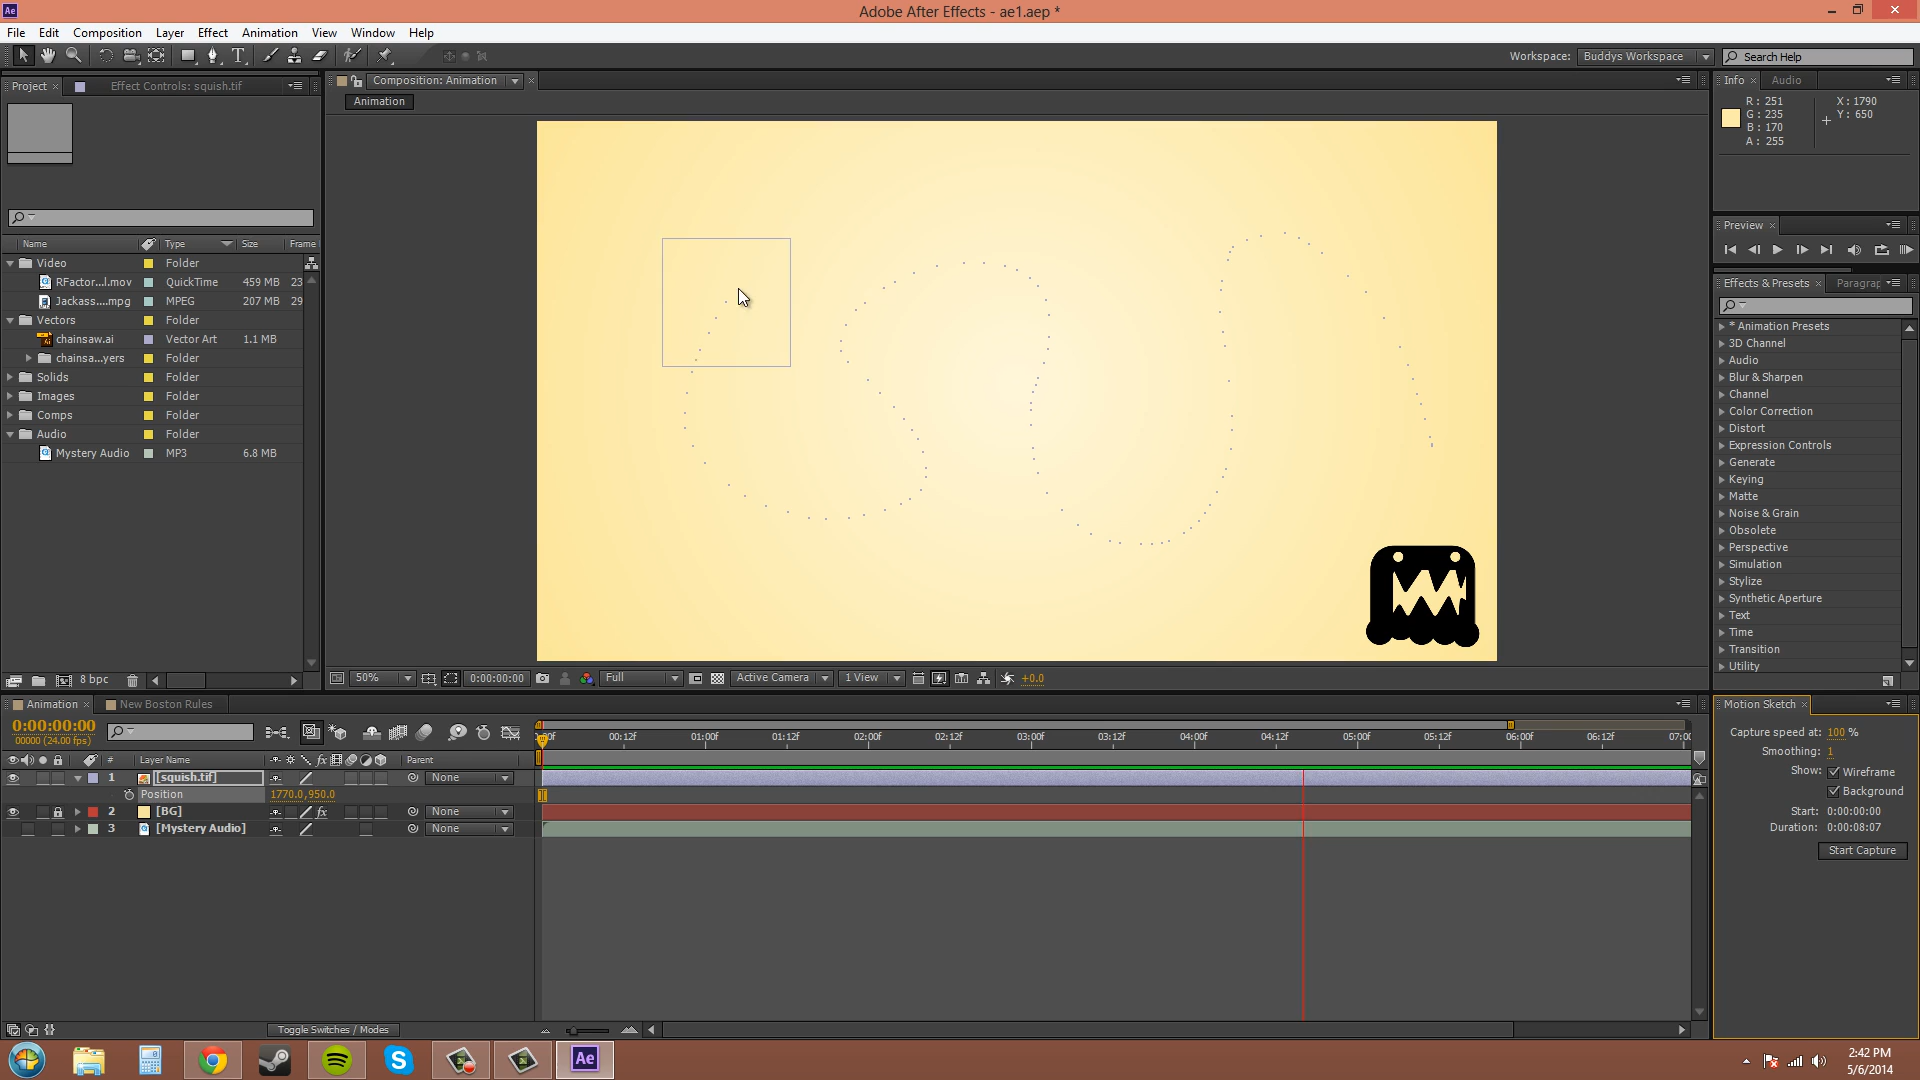 Ae
Adobe After Effects - ae1.aep *
File Edit Composition Layer Effect Animation View Window Help
Workspace: Buddys Workspace Search Help
Project × Effect Controls: squish.tif
Composition: Animation ×
Animation
Info × Audio
R: 251 X: 1790
G: 235 Y: 650
B: 170
A: 255
Preview ×
Name Type Size Frame
Video Folder
RFactor...l.mov QuickTime 459 MB 23
Jackass....mpg MPEG 207 MB 29
Vectors Folder
chainsaw.ai Vector Art 1.1 MB
chainsa...yers Folder
Solids Folder
Images Folder
Comps Folder
Audio Folder
Mystery Audio MP3 6.8 MB
8 bpc
50% 0:00:00:00 Full Active Camera 1 View +0.0
Effects & Presets × Paragrap
* Animation Presets
3D Channel
Audio
Blur & Sharpen
Channel
Color Correction
Distort
Expression Controls
Generate
Keying
Matte
Noise & Grain
Obsolete
Perspective
Simulation
Stylize
Synthetic Aperture
Text
Time
Transition
Utility
Animation × New Boston Rules
0:00:00:00
00000 (24.00 fps)
00:12f 01:00f 01:12f 02:00f 02:12f 03:00f 03:12f 04:00f 04:12f 05:00f 05:12f 06:00f 06:12f 07:00
# Layer Name fx Parent
1 [squish.tif] None
Position 1770.0,950.0
2 [BG] fx None
3 [Mystery Audio] None
Toggle Switches / Modes
Motion Sketch ×
Capture speed at: 100 %
Smoothing: 1
Show: Wireframe
Background
Start: 0:00:00:00
Duration: 0:00:08:07
Start Capture
Ae
2:42 PM
5/6/2014